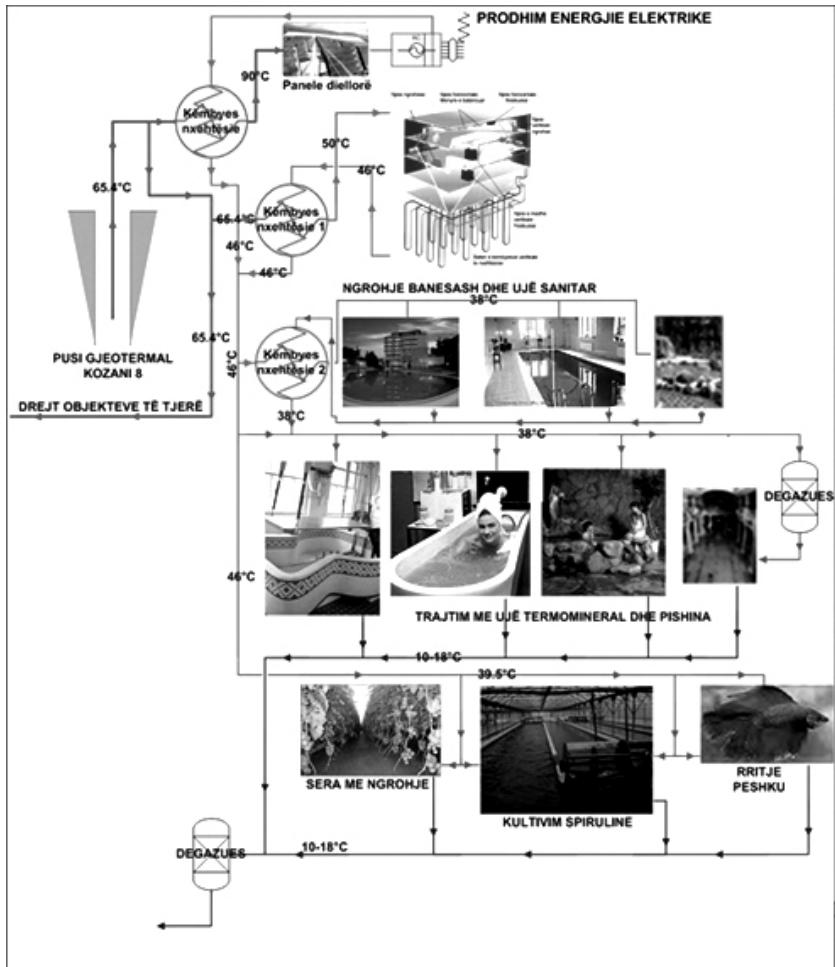 PRODHIM ENERGJIE ELEKTRIKE
90°C
Panele diellorë
Këmbyes
nxehtësie
65.4°C
50°C
46°C
65.4°C
Këmbyes
nxehtësie 1
46°C
46°C
NGROHJE BANESASH DHE UJË SANITAR
38°C
65.4°C
46°C
Këmbyes
nxehtësie 2
PUSI GJEOTERMAL
KOZANI 8
DREJT OBJEKTEVE TË TJERË
38°C
38°C
DEGAZUES
46°C
TRAJTIM ME UJË TERMOMINERAL DHE PISHINA
10-18°C
39.5°C
SERA ME NGROHJE
KULTIVIM SPIRULINE
RRITJE
PESHKU
DEGAZUES
10-18°C